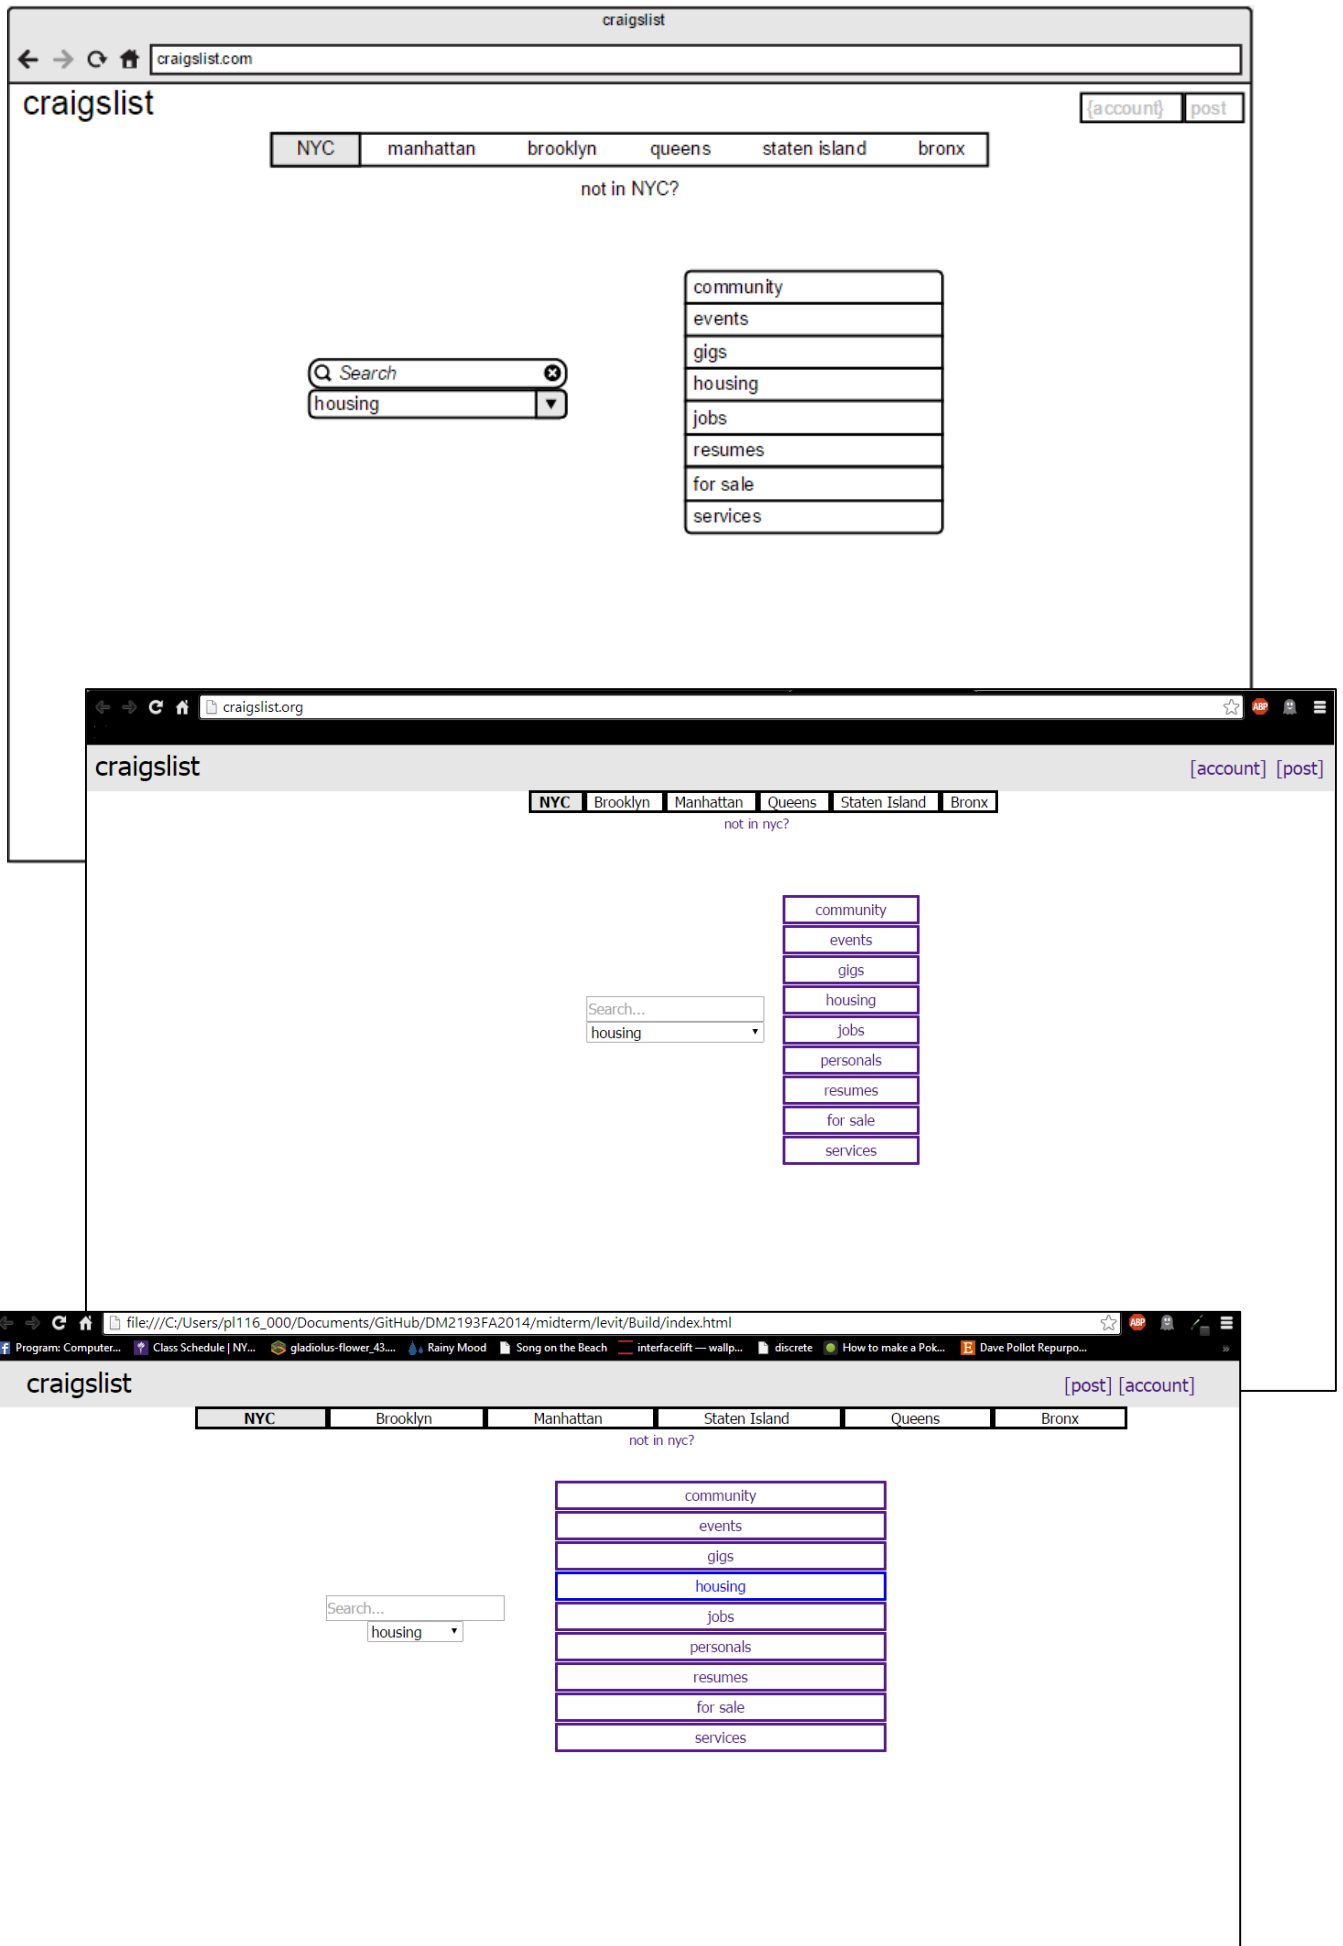 craigslist
craigslist.com
craigslist
{account} post
NYC manhattan brooklyn queens staten island bronx
not in NYC?
community
events
gigs
Search
housing
housing
jobs
resumes
for sale
services
craigslist.org
ABP
craigslist
[account] [post]
NYC Brooklyn Manhattan Queens Staten Island Bronx
not in nyc?
community
events
gigs
housing
Search...
housing
jobs
personals
resumes
for sale
services
file:///C:/Users/pl116_000/Documents/GitHub/DM2193FA2014/midterm/levit/Build/index.html
ABP
Program: Computer... Class Schedule | NY... gladiolus-flower_43.... Rainy Mood Song on the Beach interfacelift — wallp... discrete How to make a Pok... E Dave Pollot Repurpo... »
craigslist
[post] [account]
NYC Brooklyn Manhattan Staten Island Queens Bronx
not in nyc?
community
events
gigs
housing
Search...
housing
jobs
personals
resumes
for sale
services